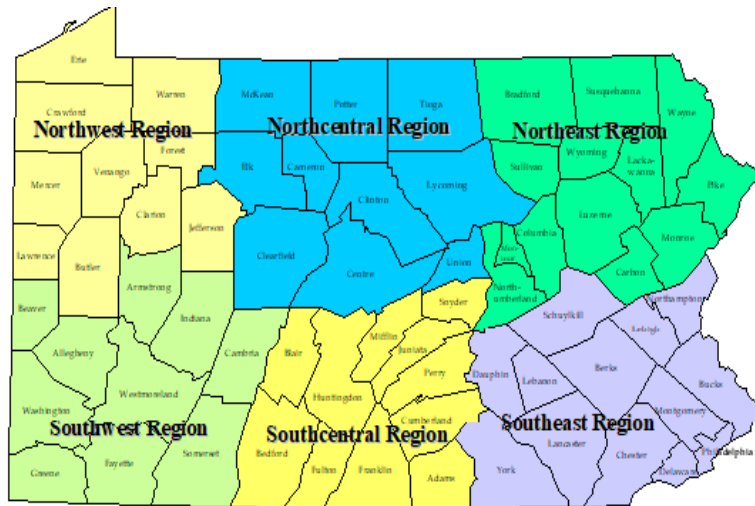 Erie
Warren
McKean
Potter
Tioga
Bradford
Susquehanna
Wayne
Crawford
Northwest Region
Northcentral Region
Northeast Region
Forest
Elk
Cameron
Sullivan
Wyoming
Lacka-
wanna
Pike
Mercer
Venango
Clinton
Lycoming
Clarion
Jefferson
Luzerne
Columbia
Monroe
Lawrence
Butler
Clearfield
Centre
Union
Carbon
Armstrong
North-
umberland
Northampton
Beaver
Indiana
Snyder
Schuylkill
Lehigh
Allegheny
Cambria
Blair
Mifflin
Juniata
Perry
Dauphin
Lebanon
Berks
Bucks
Westmoreland
Huntingdon
Washington
Cumberland
Montgomery
Southwest Region
Southcentral Region
Southeast Region
Philadelphia
Greene
Fayette
Somerset
Bedford
Fulton
Franklin
Adams
York
Lancaster
Chester
Delaware